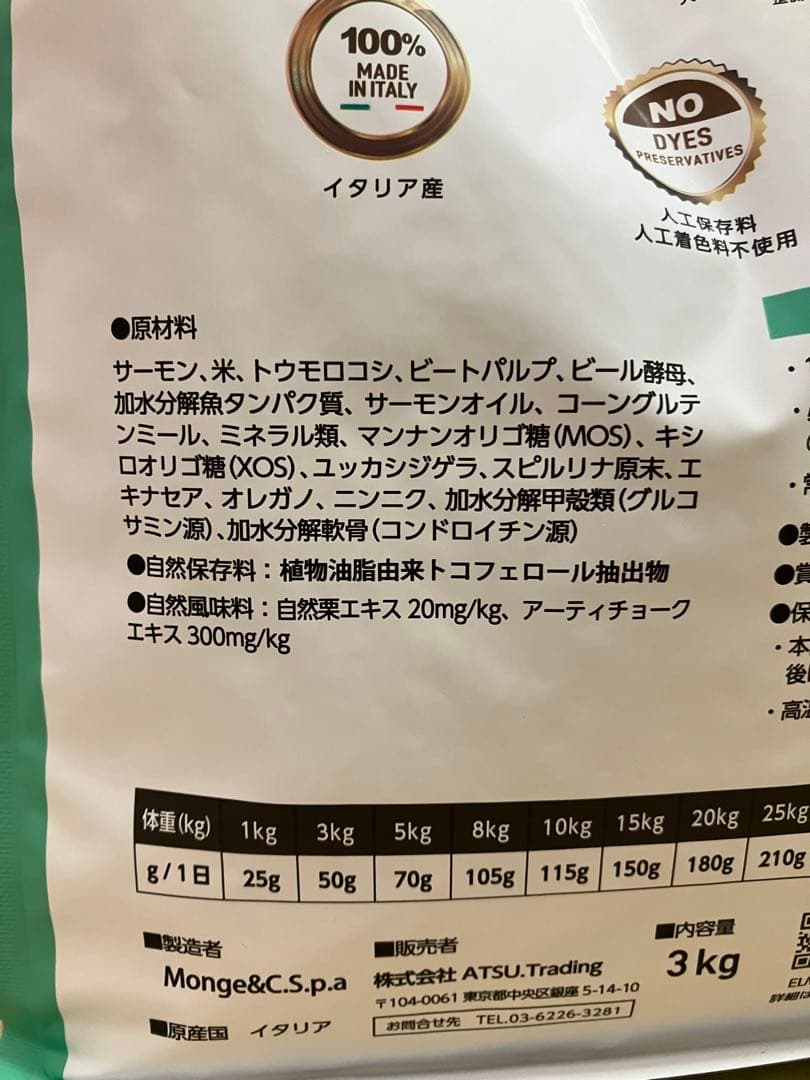 100%
MADE
IN ITALY
イタリア産
NO
DYES
PRESERVATIVES
人工保存料
人工着色料不使用
●原材料
サーモン、米、トウモロコシ、ビートパルプ、ビール酵母、
加水分解魚タンパク質、サーモンオイル、コーングルテ
ンミール、ミネラル類、マンナンオリゴ糖(MOS)、キシ
ロオリゴ糖(XOS)、ユッカシジゲラ、スピルリナ原末、エ
キナセア、オレガノ、ニンニク、加水分解甲殻類(グルコ
サミン源)、加水分解軟骨(コンドロイチン源)
●自然保存料：植物油脂由来トコフェロール抽出物
●自然風味料：自然栗エキス 20mg/kg、アーティチョーク
エキス 300mg/kg
・本
後
・高温
体重(kg) 1kg 3kg 5kg 8kg 10kg 15kg 20kg 25kg
g/1日 25g 50g 70g 105g 115g 150g 180g 210g
■製造者
Monge&C.S.p.a
■原産国 イタリア
■販売者
株式会社 ATSU.Trading
〒104-0061 東京都中央区銀座 5-14-10
お問合せ先 TEL.03-6226-3281
■内容量
3kg
詳細は